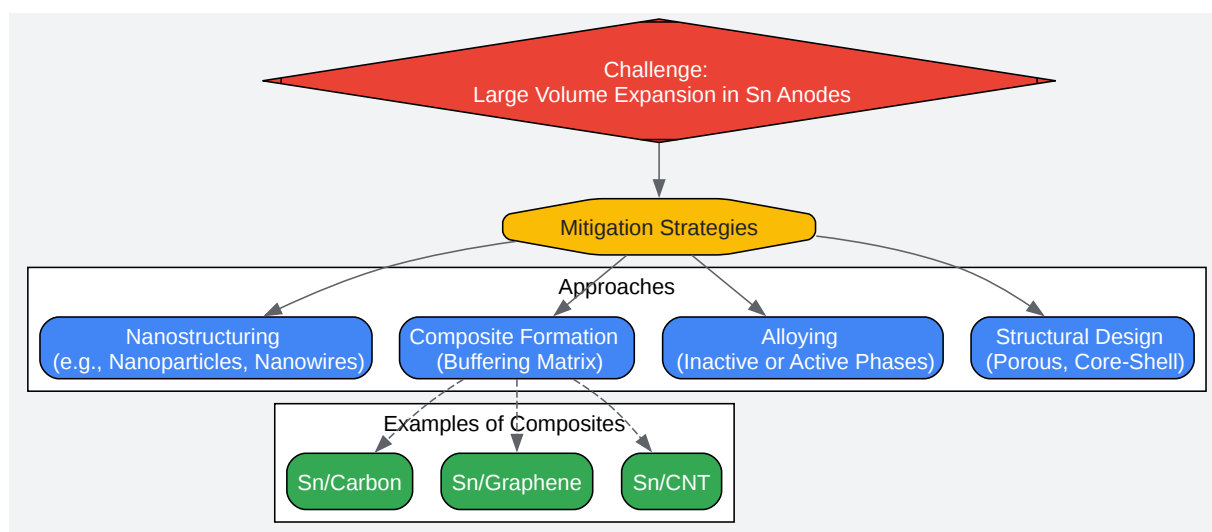 Challenge:
Large Volume Expansion in Sn Anodes
Mitigation Strategies
Approaches
Nanostructuring
(e.g., Nanoparticles, Nanowires)
Composite Formation
(Buffering Matrix)
Alloying
(Inactive or Active Phases)
Structural Design
(Porous, Core-Shell)
Examples of Composites
Sn/Carbon
Sn/Graphene
Sn/CNT